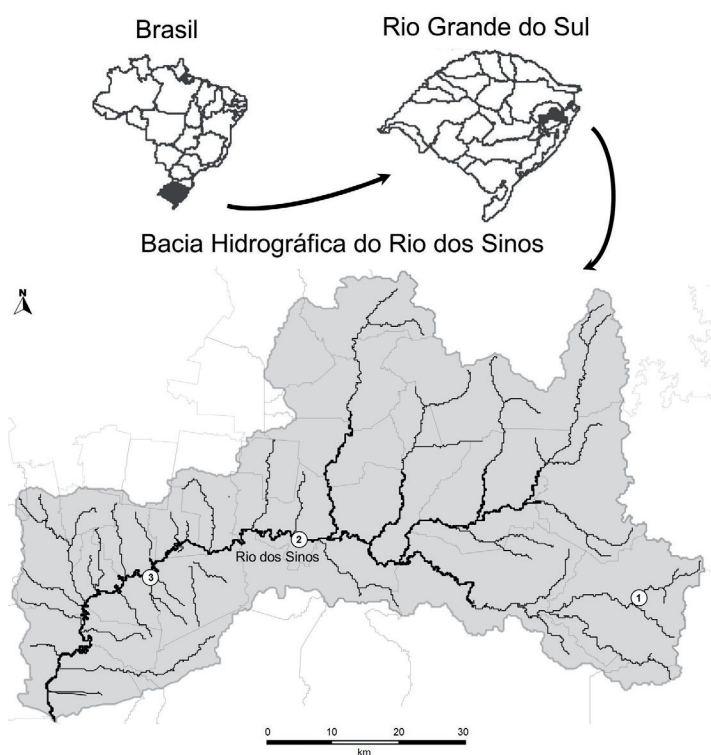 Brasil
Rio Grande do Sul
Bacia Hidrográfica do Rio dos Sinos
N
2
Rio dos Sinos
3
1
0 10 20 30
km